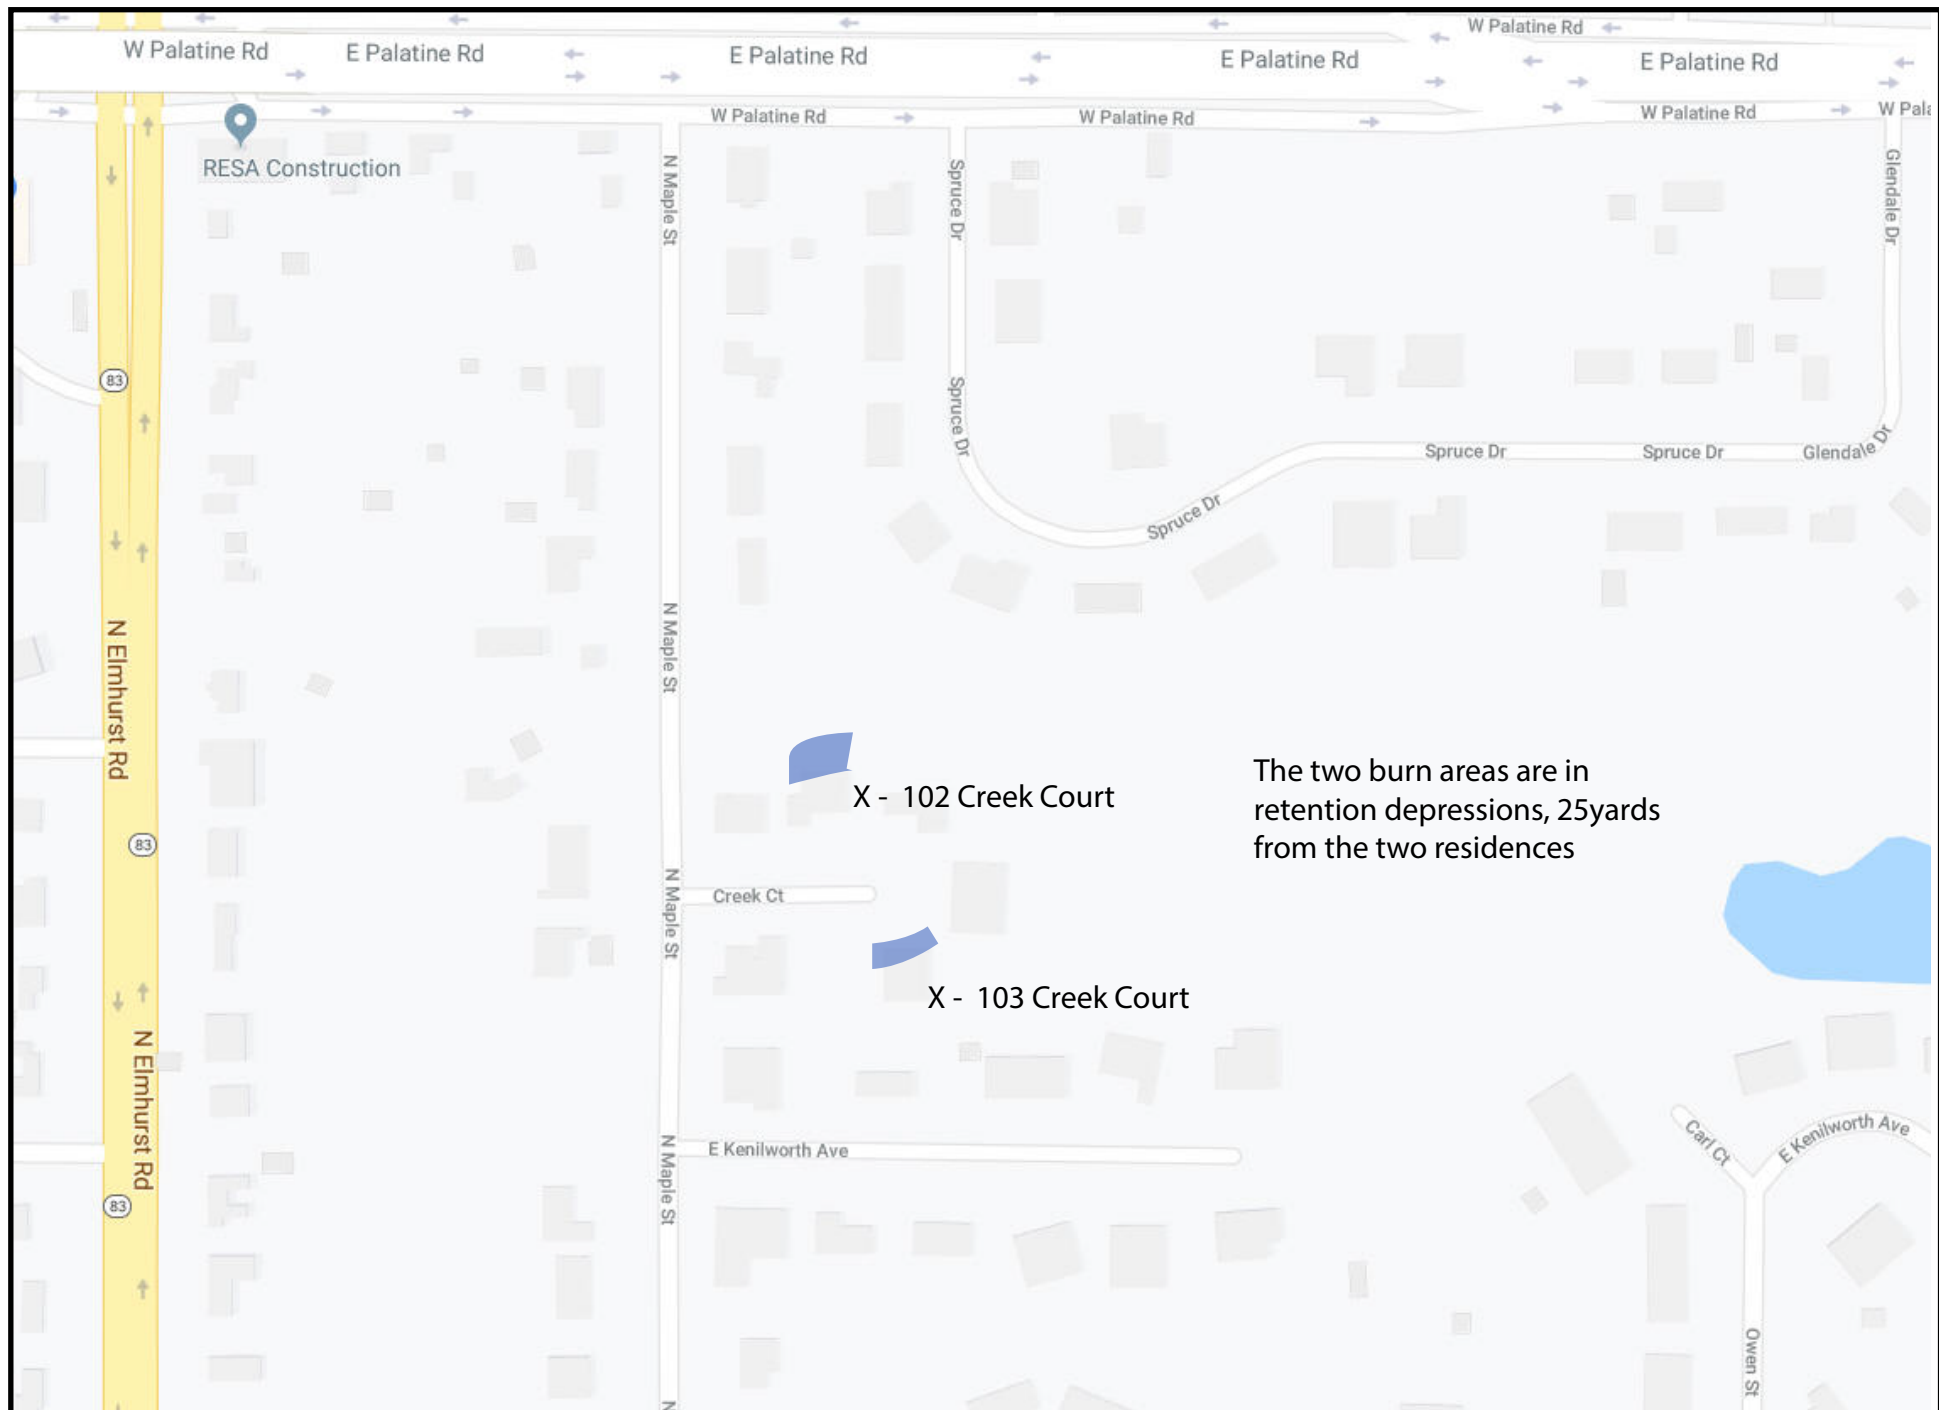 W Palatine Rd
W Palatine Rd
E Palatine Rd
E Palatine Rd
E Palatine Rd
E Palatine Rd
W Palatine Rd
W Palatine Rd
W Palatine Rd
W Pala
RESA Construction
N Maple St
Spruce Dr
Glendale Dr
83
Spruce Dr
Spruce Dr
Spruce Dr
Glendale Dr
Spruce Dr
N Elmhurst Rd
N Maple St
X - 102 Creek Court
The two burn areas are in
retention depressions, 25yards
from the two residences
83
N Maple St
Creek Ct
X - 103 Creek Court
N Elmhurst Rd
N Maple St
E Kenilworth Ave
Carl Ct
E Kenilworth Ave
83
Owen St
N